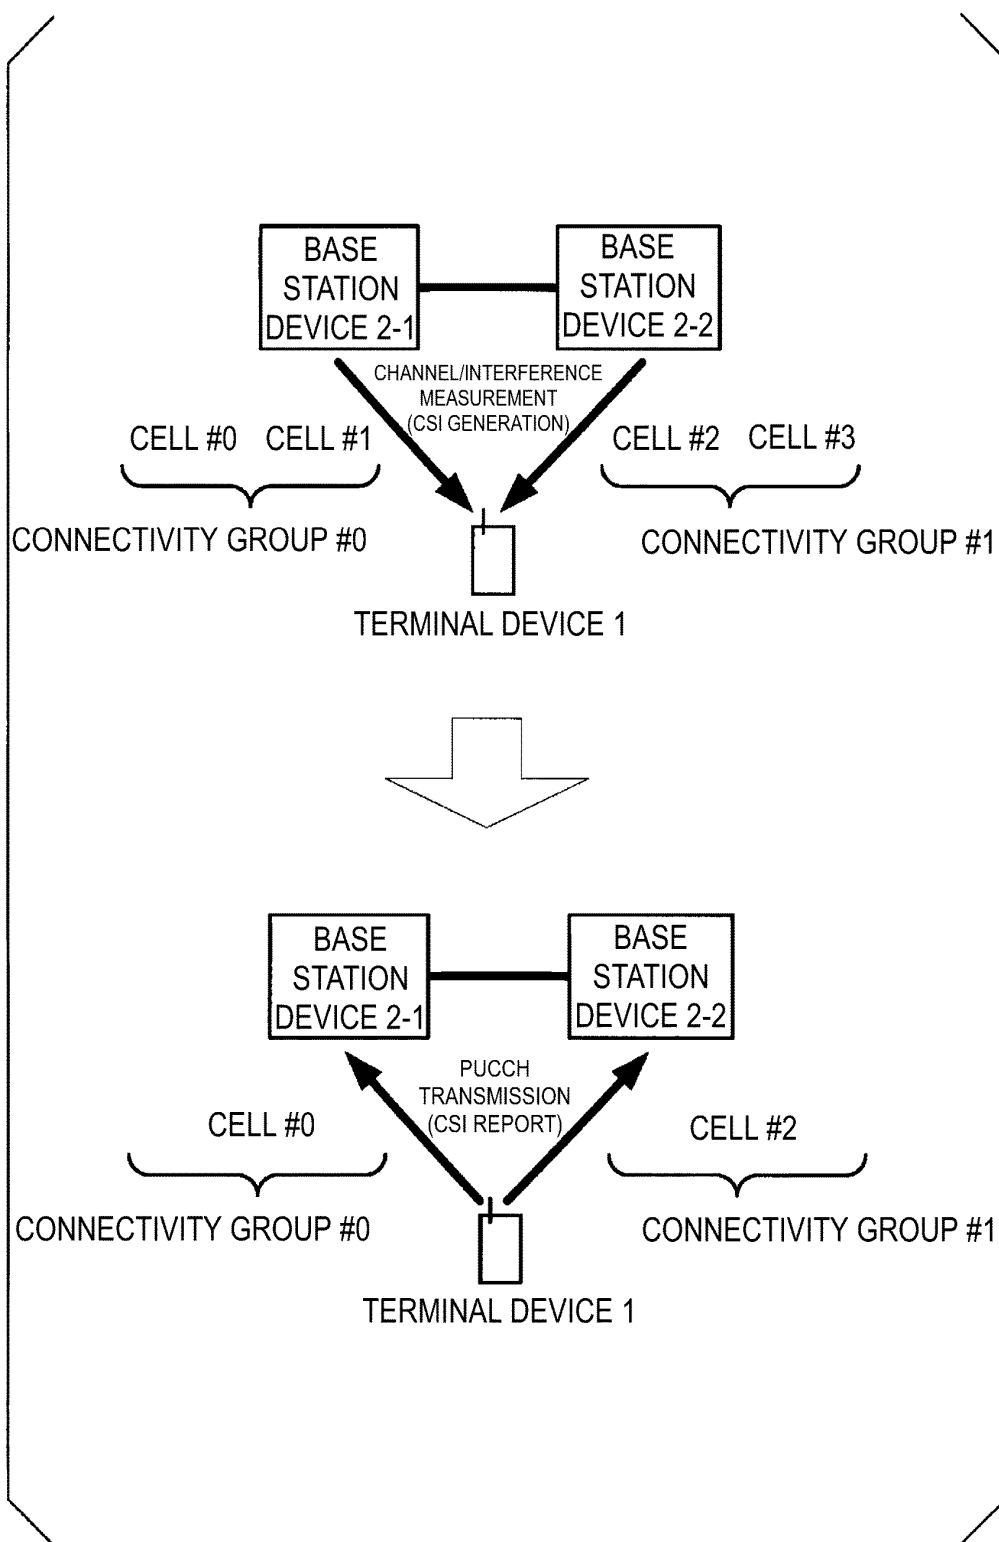 BASE
STATION
DEVICE 2-1
BASE
STATION
DEVICE 2-2
CHANNEL/INTERFERENCE
MEASUREMENT
(CSI GENERATION)
CELL #0 CELL #1
CELL #2 CELL #3
CONNECTIVITY GROUP #0
CONNECTIVITY GROUP #1
TERMINAL DEVICE 1
BASE
STATION
DEVICE 2-1
BASE
STATION
DEVICE 2-2
PUCCH
TRANSMISSION
(CSI REPORT)
CELL #0
CELL #2
CONNECTIVITY GROUP #0
CONNECTIVITY GROUP #1
TERMINAL DEVICE 1